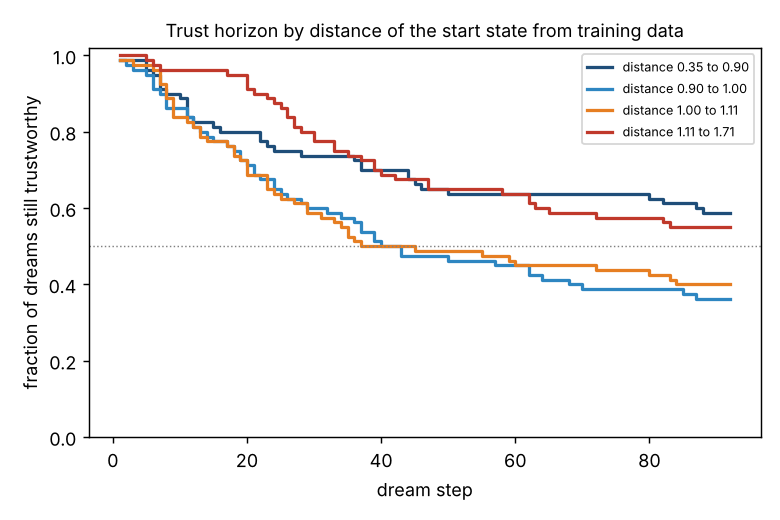 Trust horizon by distance of the start state from training data
fraction of dreams still trustworthy
1.0
0.8
0.6
0.4
0.2
0.0
distance 0.35 to 0.90
distance 0.90 to 1.00
distance 1.00 to 1.11
distance 1.11 to 1.71
0 20 40 60 80
dream step